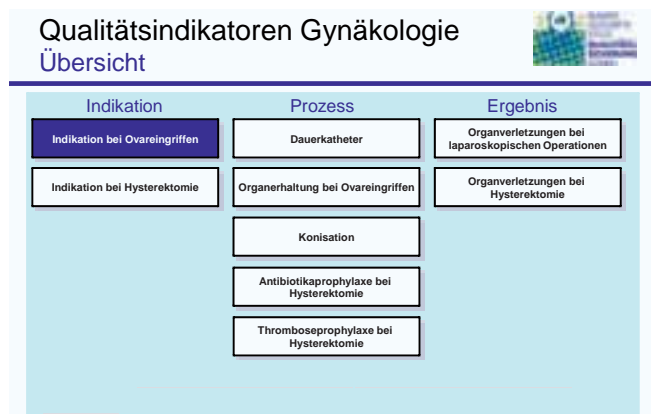 Qualitätsindikatoren Gynäkologie
Übersicht
Indikation
Indikation bei Ovareingriffen
Indikation bei Hysterektomie
Prozess
Dauerkatheter
Organerhaltung bei Ovareingriffen
Konisation
Antibiotikaprophylaxe bei
Hysterektomie
Thromboseprophylaxe bei
Hysterektomie
Ergebnis
Organverletzungen bei
laparoskopischen Operationen
Organverletzungen bei
Hysterektomie